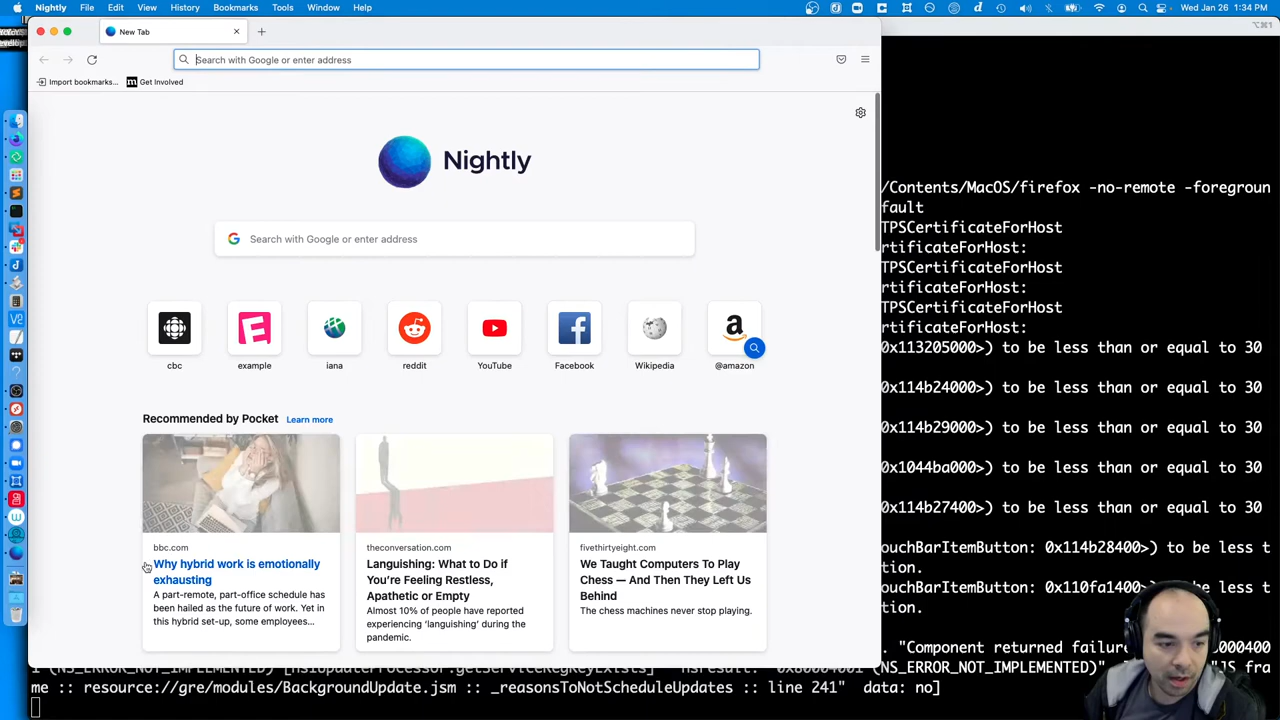 Nightly File Edit View History Bookmarks Tools Window Help
Wed Jan 26 1:34 PM
New Tab
⌥⌘1
Search with Google or enter address
Import bookmarks... Get Involved
Nightly
Search with Google or enter address
cbc example iana reddit YouTube Facebook Wikipedia @amazon
Recommended by Pocket Learn more
bbc.com
Why hybrid work is emotionally
exhausting
A part-remote, part-office schedule has
been hailed as the future of work. Yet in
this hybrid set-up, some employees...
theconversation.com
Languishing: What to Do if
You're Feeling Restless,
Apathetic or Empty
Almost 10% of people have reported
experiencing 'languishing' during the
pandemic.
fivethirtyeight.com
We Taught Computers To Play
Chess — And Then They Left Us
Behind
The chess machines never stop playing.
/Contents/MacOS/firefox -no-remote -foregroun
fault
TPSCertificateForHost
rtificateForHost:
TPSCertificateForHost
rtificateForHost:
TPSCertificateForHost
rtificateForHost:
0x113205000>) to be less than or equal to 30
0x114b24000>) to be less than or equal to 30
0x114b29000>) to be less than or equal to 30
0x1044ba000>) to be less than or equal to 30
0x114b27400>) to be less than or equal to 30
ouchBarItemButton: 0x114b28400>) to be less t
tion.
ouchBarItemButton: 0x110fa1400>) to be less t
tion.
. "Component returned failure
(NS_ERROR_NOT_IMPLEMENTED)"
me :: resource://gre/modules/BackgroundUpdate.jsm :: _reasonsToNotScheduleUpdates :: line 241" data: no]